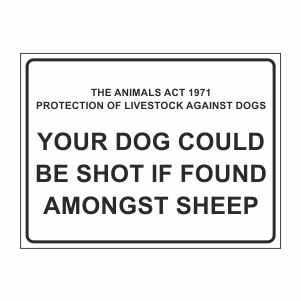 THE ANIMALS ACT 1971
PROTECTION OF LIVESTOCK AGAINST DOGS
YOUR DOG COULD
BE SHOT IF FOUND
AMONGST SHEEP